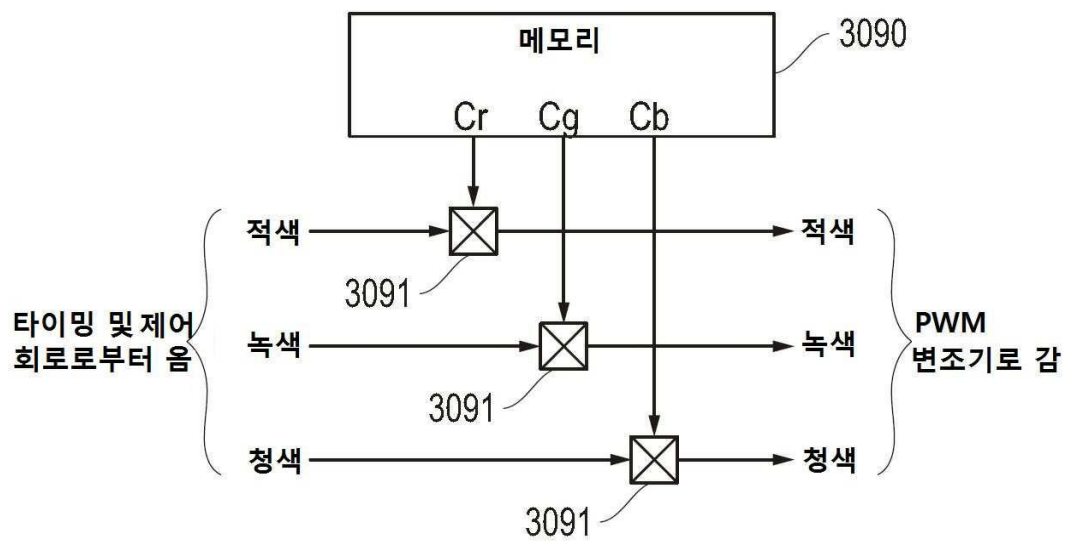 메모리
3090
Cr Cg Cb
적색
적색
3091
타이밍 및 제어
회로로부터 옴
녹색
녹색
PWM
변조기로 감
3091
청색
청색
3091